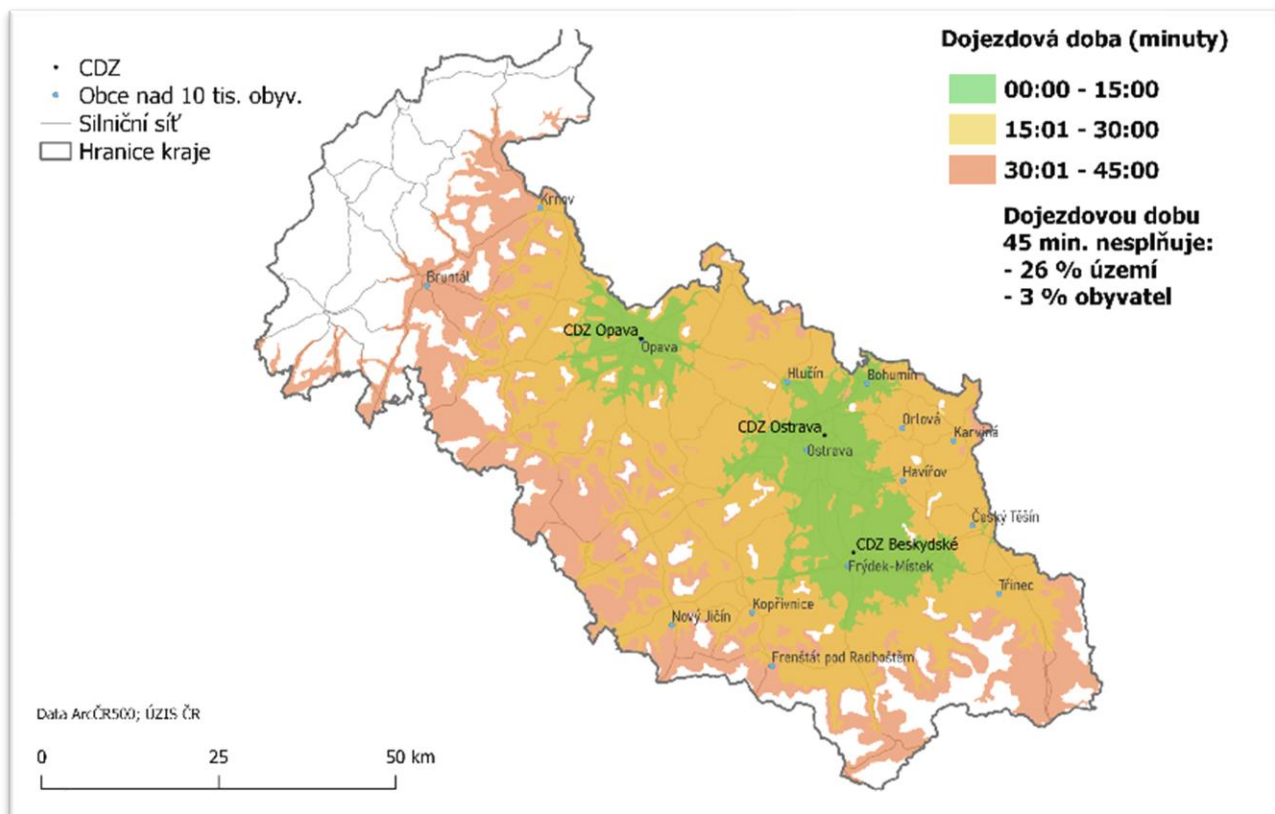 CDZ
Obce nad 10 tis. obyv.
Silniční síť
Hranice kraje
Dojezdová doba (minuty)
00:00 - 15:00
15:01 - 30:00
30:01 - 45:00
Dojezdovou dobu
45 min. nesplňuje:
- 26 % území
- 3 % obyvatel
Krnov
Bruntál
CDZ Opava
Opava
Hlučín
Bohumín
CDZ Ostrava
Orlová
Karviná
Ostrava
Havířov
Český Těšín
CDZ Beskydské
Frýdek-Místek
Třinec
Kopřivnice
Nový Jičín
Frenštát pod Radhoštěm
Data ArcČR500; ÚZIS ČR
0 25 50 km